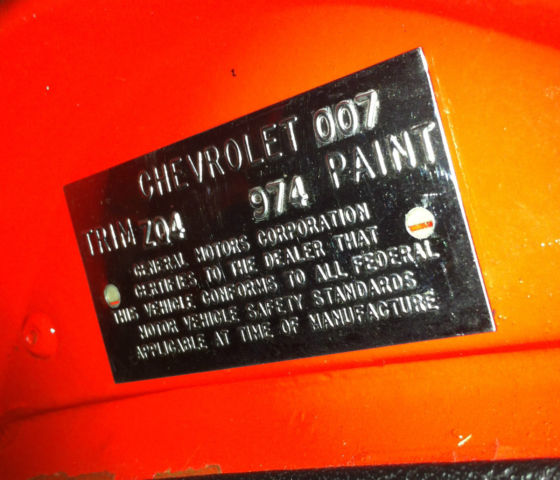 CHEVROLET 007
TRIM Z04 974 PAINT
GENERAL MOTORS CORPORATION
CERTIFIES TO THE DEALER THAT
THIS VEHICLE CONFORMS TO ALL FEDERAL
MOTOR VEHICLE SAFETY STANDARDS
APPLICABLE AT TIME OF MANUFACTURE